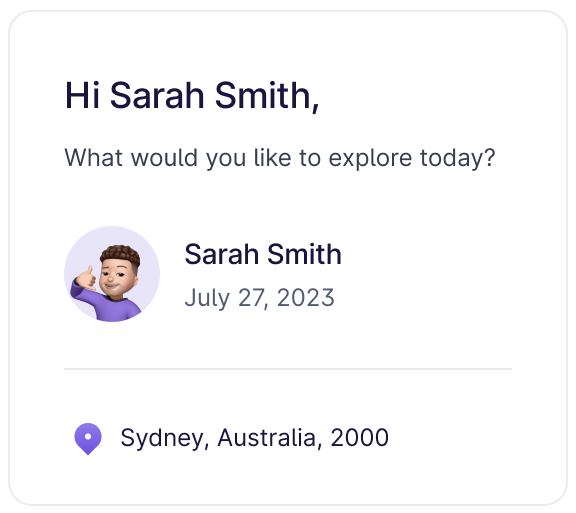 Hi Sarah Smith,
What would you like to explore today?
Sarah Smith
July 27, 2023
Sydney, Australia, 2000